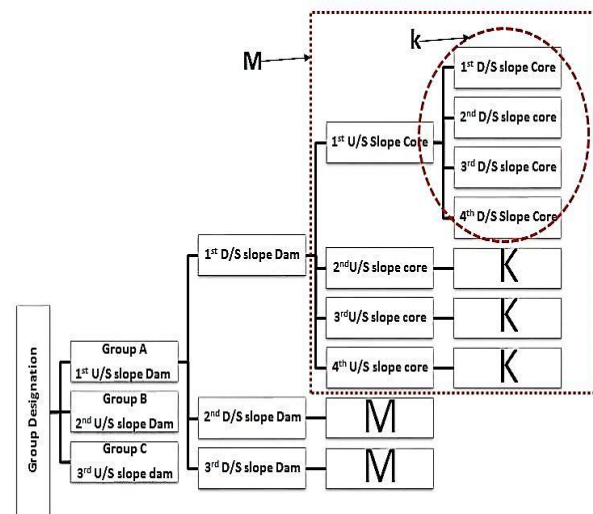 M
k
1st D/S slope Core
2nd D/S slope core
1st U/S Slope Core
3rd D/S slope Core
4th D/S Slope Core
1st D/S slope Dam
2nd U/S slope core
K
3rd U/S slope core
K
4th U/S slope core
K
Group Designation
Group A
1st U/S slope Dam
Group B
2nd U/S slope Dam
Group C
3rd U/S slope dam
2nd D/S slope Dam
M
3rd D/S slope Dam
M